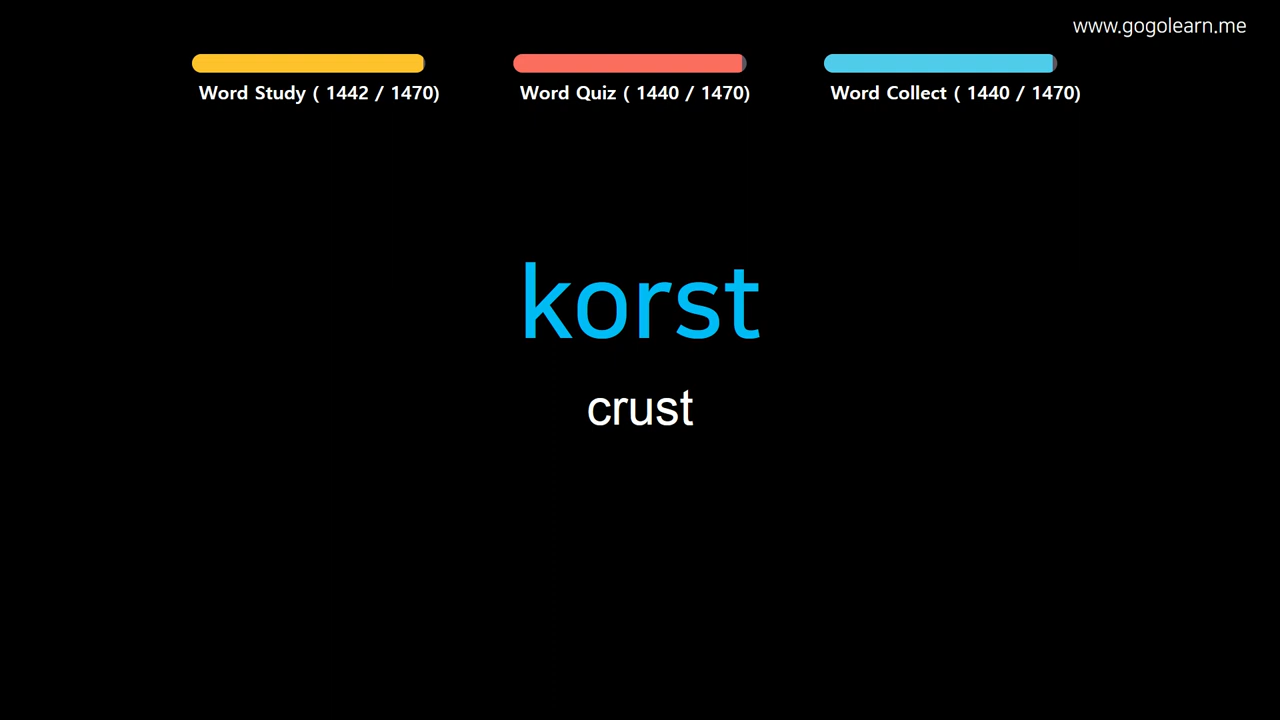 www.gogolearn.me
Word Study ( 1442 / 1470)
Word Quiz ( 1440 / 1470)
Word Collect ( 1440 / 1470)
korst
crust